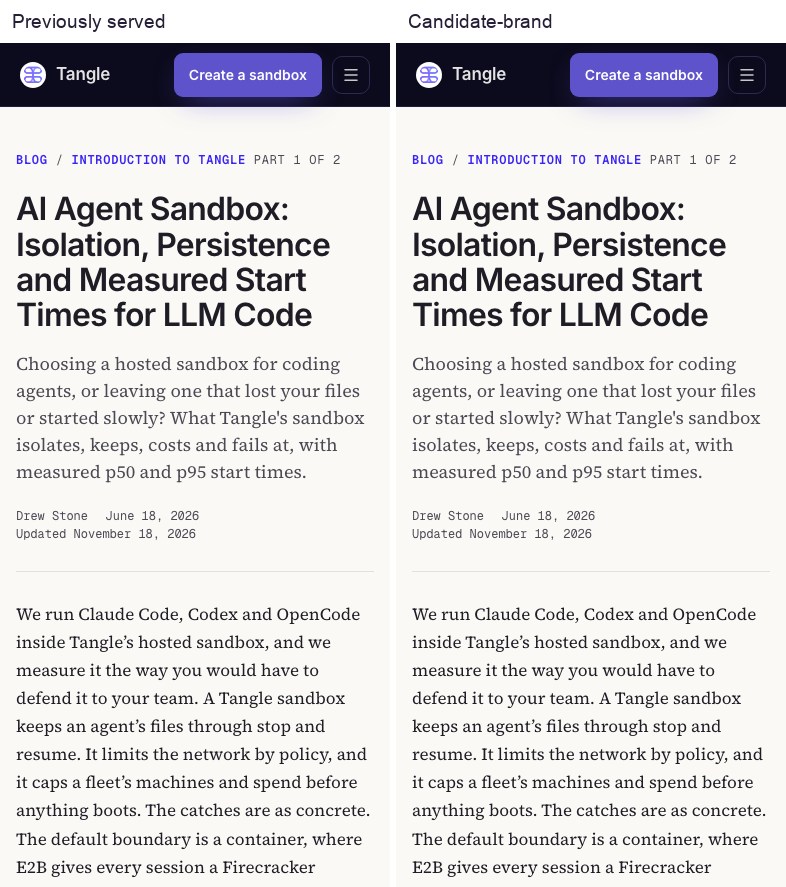 Previously served
Tangle
Create a sandbox
BLOG / INTRODUCTION TO TANGLE PART 1 OF 2
AI Agent Sandbox:
Isolation, Persistence
and Measured Start
Times for LLM Code
Choosing a hosted sandbox for coding
agents, or leaving one that lost your files
or started slowly? What Tangle's sandbox
isolates, keeps, costs and fails at, with
measured p50 and p95 start times.
Drew Stone June 18, 2026
Updated November 18, 2026
We run Claude Code, Codex and OpenCode
inside Tangle’s hosted sandbox, and we
measure it the way you would have to
defend it to your team. A Tangle sandbox
keeps an agent’s files through stop and
resume. It limits the network by policy, and
it caps a fleet’s machines and spend before
anything boots. The catches are as concrete.
The default boundary is a container, where
E2B gives every session a Firecracker
Candidate-brand
Tangle
Create a sandbox
BLOG / INTRODUCTION TO TANGLE PART 1 OF 2
AI Agent Sandbox:
Isolation, Persistence
and Measured Start
Times for LLM Code
Choosing a hosted sandbox for coding
agents, or leaving one that lost your files
or started slowly? What Tangle's sandbox
isolates, keeps, costs and fails at, with
measured p50 and p95 start times.
Drew Stone June 18, 2026
Updated November 18, 2026
We run Claude Code, Codex and OpenCode
inside Tangle’s hosted sandbox, and we
measure it the way you would have to
defend it to your team. A Tangle sandbox
keeps an agent’s files through stop and
resume. It limits the network by policy, and
it caps a fleet’s machines and spend before
anything boots. The catches are as concrete.
The default boundary is a container, where
E2B gives every session a Firecracker